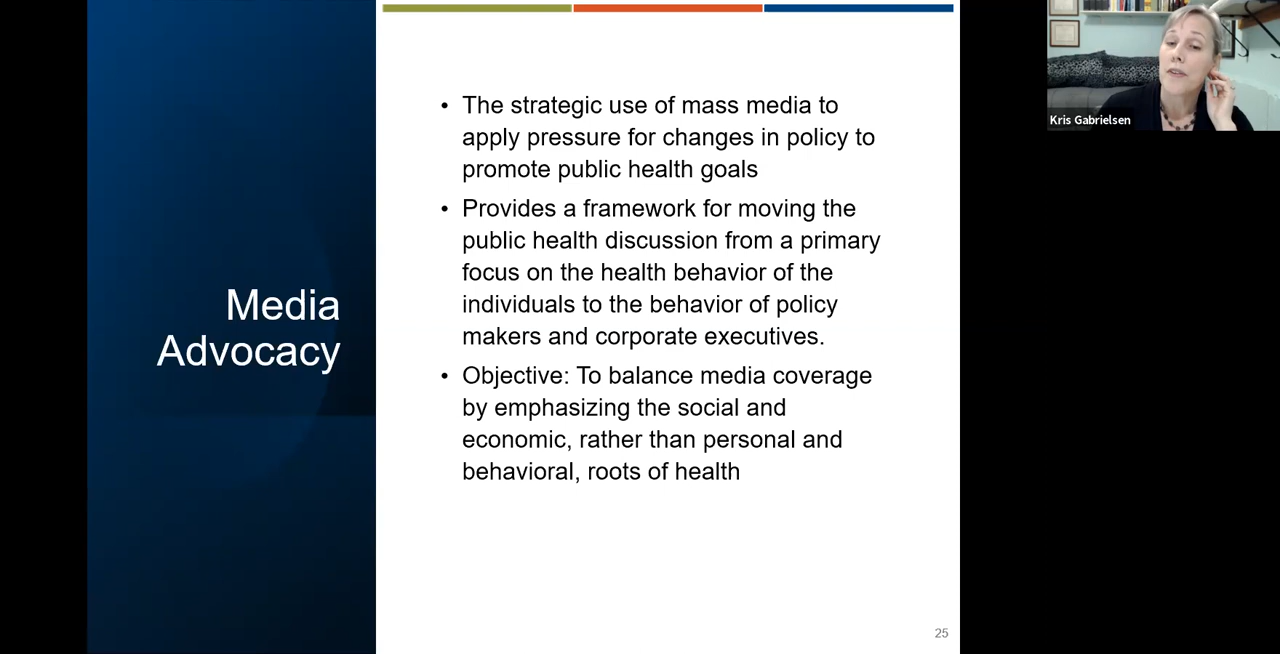 Media
Advocacy
• The strategic use of mass media to
apply pressure for changes in policy to
promote public health goals
• Provides a framework for moving the
public health discussion from a primary
focus on the health behavior of the
individuals to the behavior of policy
makers and corporate executives.
• Objective: To balance media coverage
by emphasizing the social and
economic, rather than personal and
behavioral, roots of health
25
Kris Gabrielsen